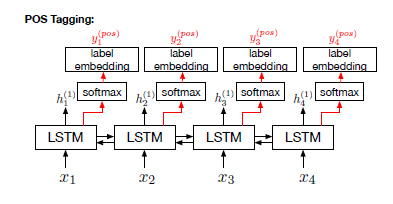 POS Tagging:
y_1^{(pos)} y_2^{(pos)} y_3^{(pos)} y_4^{(pos)}
label embedding label embedding label embedding label embedding
softmax softmax softmax softmax
h_1^{(1)} h_2^{(1)} h_3^{(1)} h_4^{(1)}
LSTM LSTM LSTM LSTM
x_1 x_2 x_3 x_4